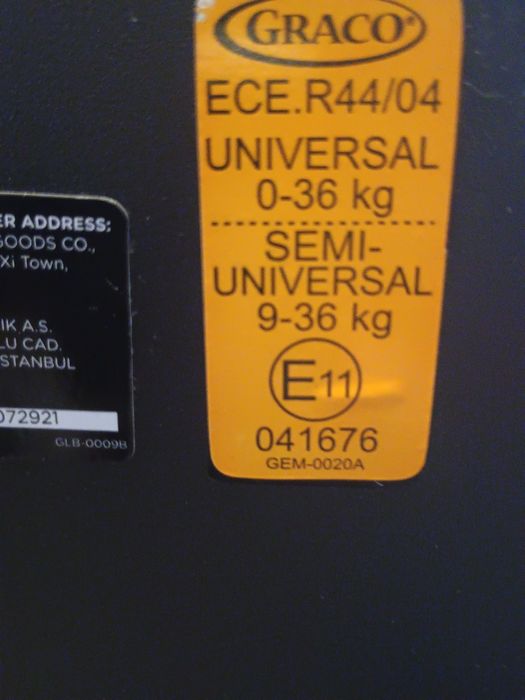 GRACO®
ECE.R44/04
UNIVERSAL
0-36 kg
SEMI-
UNIVERSAL
9-36 kg
E11
041676
GEM-0020A
ER ADDRESS:
GOODS CO.,
Xi Town,
IK A.S.
LU CAD.
STANBUL
072921
GLB-0009B